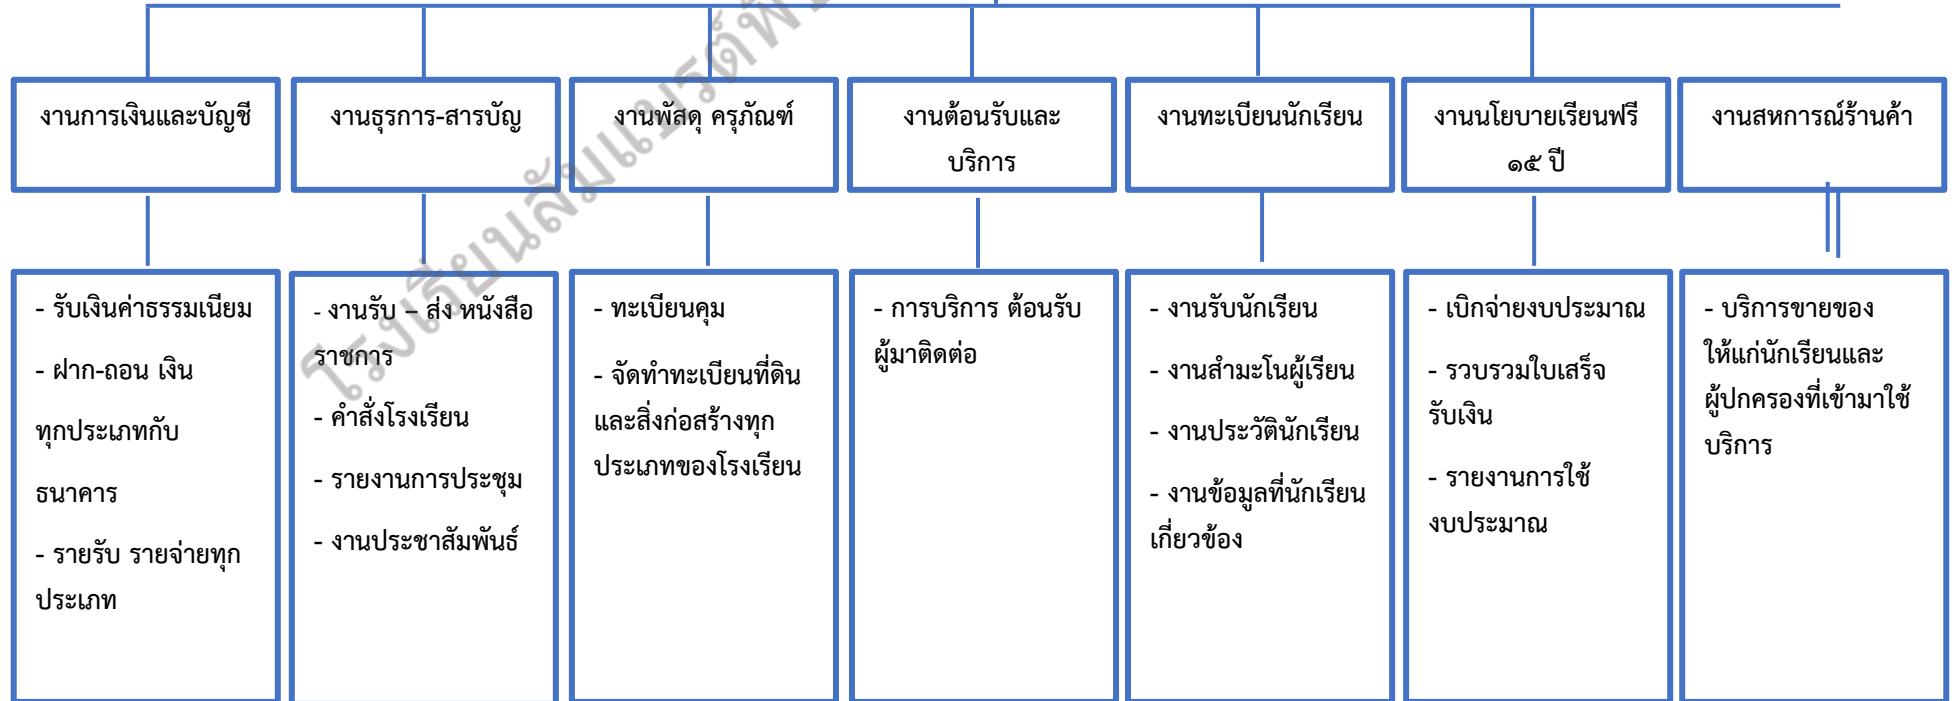 งานการเงินและบัญชี
งานธุรการ-สารบัญ
งานพัสดุ ครุภัณฑ์
งานต้อนรับและ
บริการ
งานทะเบียนนักเรียน
งานนโยบายเรียนฟรี
๑๕ ปี
งานสหการณ์ร้านค้า
- รับเงินค่าธรรมเนียม
- ฝาก-ถอน เงิน
ทุกประเภทกับ
ธนาคาร
- รายรับ รายจ่ายทุก
ประเภท
- งานรับ – ส่ง หนังสือ
ราชการ
- คำสั่งโรงเรียน
- รายงานการประชุม
- งานประชาสัมพันธ์
- ทะเบียนคุม
- จัดทำทะเบียนที่ดิน
และสิ่งก่อสร้างทุก
ประเภทของโรงเรียน
- การบริการ ต้อนรับ
ผู้มาติดต่อ
- งานรับนักเรียน
- งานสำมะโนผู้เรียน
- งานประวัตินักเรียน
- งานข้อมูลที่นักเรียน
เกี่ยวข้อง
- เบิกจ่ายงบประมาณ
- รวบรวมใบเสร็จ
รับเงิน
- รายงานการใช้
งบประมาณ
- บริการขายของ
ให้แก่นักเรียนและ
ผู้ปกครองที่เข้ามาใช้
บริการ